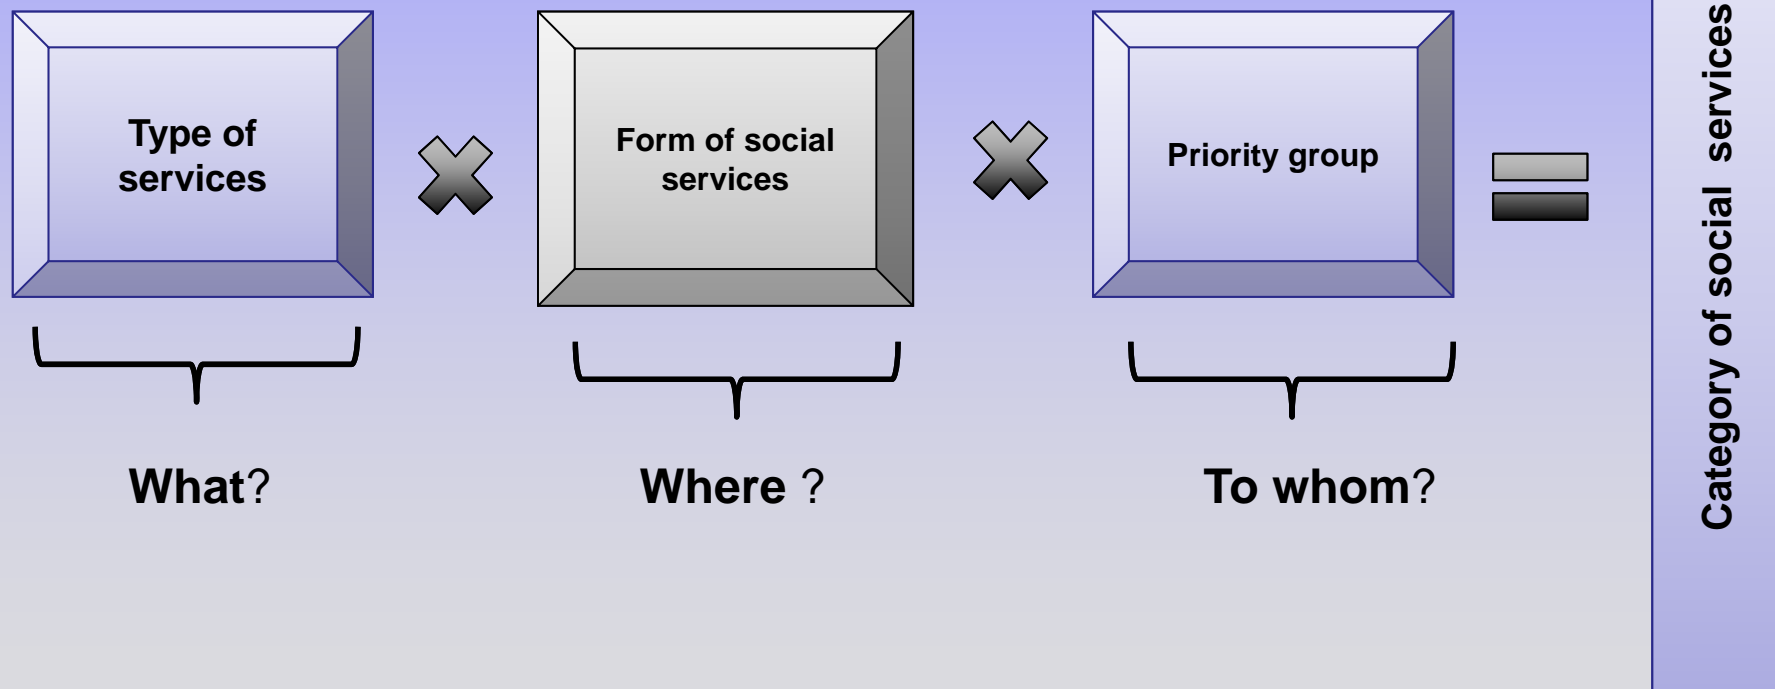 Type of
services
Form of social
services
Priority group
What?
Where ?
To whom?
Category of social services